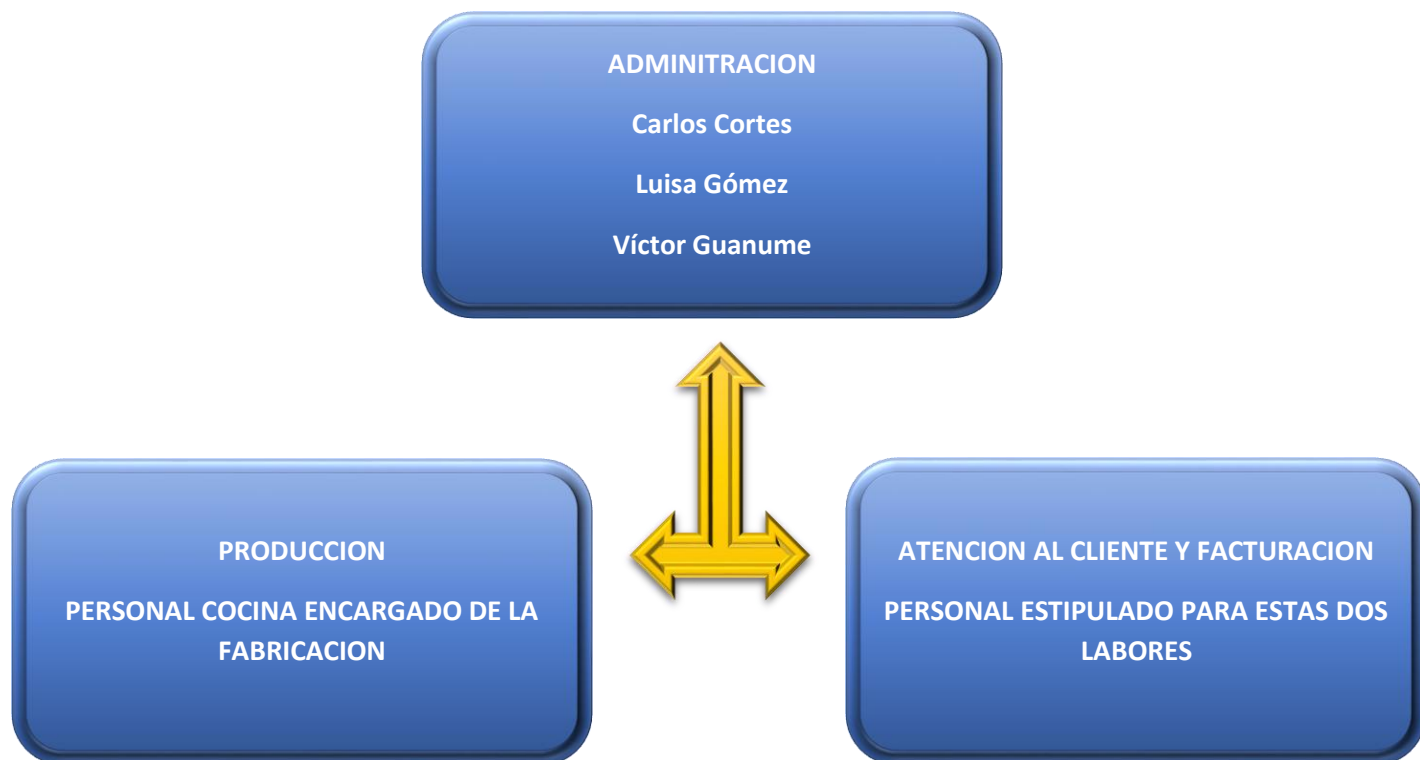 ADMINITRACION
Carlos Cortes
Luisa Gómez
Víctor Guanume
PRODUCCION
PERSONAL COCINA ENCARGADO DE LA
FABRICACION
ATENCION AL CLIENTE Y FACTURACION
PERSONAL ESTIPULADO PARA ESTAS DOS
LABORES